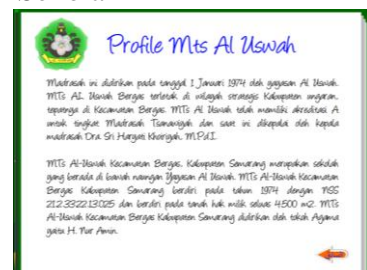 Profile Mts Al Uswah
Madrasah ini didirikan pada tanggal 1 Januari 1974 oleh yayasan Al Uswah.
MTs AL Uswah Bergas terletak di wilayah strategis Kabupaten ungaran,
tepatnya di Kecamatan Bergas. MTs Al Uswah telah memiliki akreditasi A
untuk tingkat Madrasah Tsanawiyah dan saat ini dikepalai oleh kepala
madrasah Dra. Sri Hargati Khoriyah, M.Pd.I.
MTs Al-Uswah Kecamatan Bergas, Kabupaten Semarang merupakan sekolah
yang berada di bawah naungan Yayasan Al Uswah. MTs Al-Uswah Kecamatan
Bergas Kabupaten Semarang berdiri pada tahun 1974 dengan NSS
212.332213.025 dan berdiri pada tanah hak milik seluas 4.500 m2. MTs
Al-Uswah Kecamatan Bergas Kabupaten Semarang didirikan oleh tokoh Agama
yaitu H. Nur Amin.